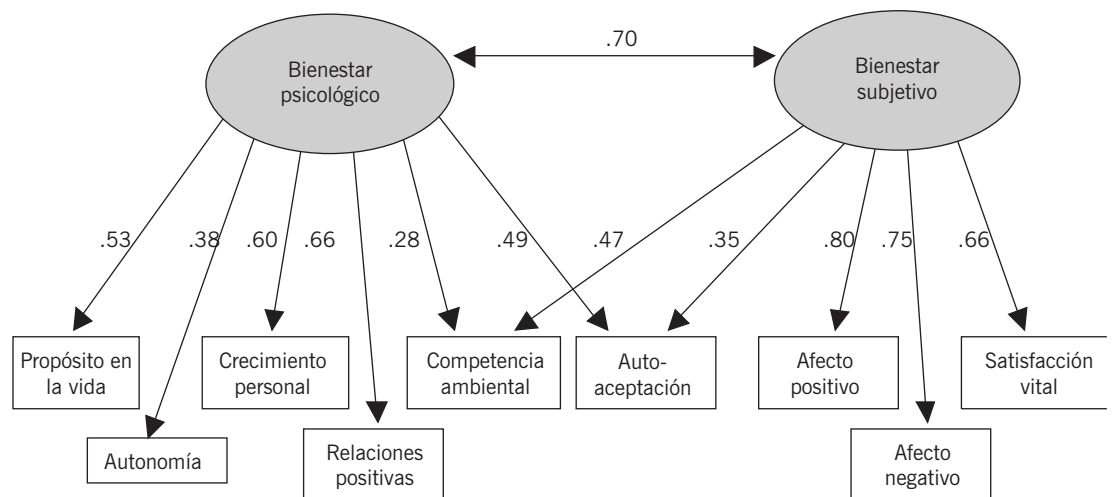 .70
Bienestar
psicológico
Bienestar
subjetivo
.53
.38
.60
.66
.28
.49
.47
.35
.80
.75
.66
Propósito en
la vida
Crecimiento
personal
Competencia
ambiental
Auto-
aceptación
Afecto
positivo
Satisfacción
vital
Autonomía
Relaciones
positivas
Afecto
negativo